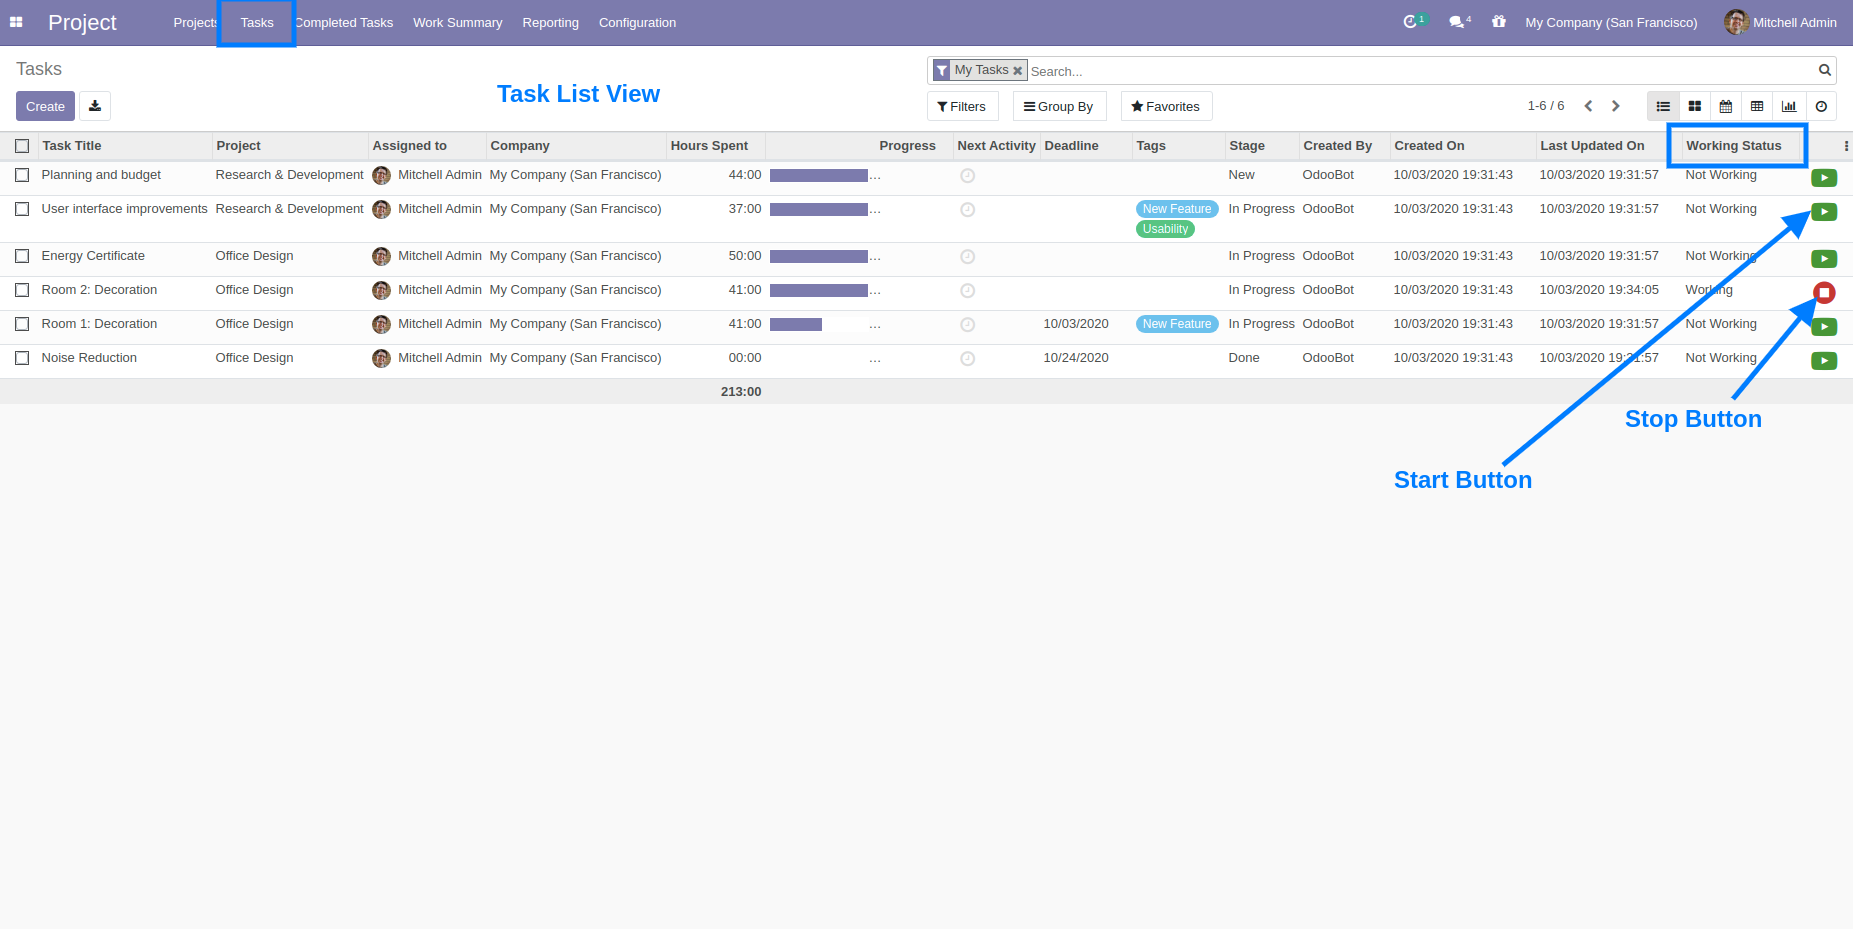 Project Projects Tasks Completed Tasks Work Summary Reporting Configuration 1 4 My Company (San Francisco) Mitchell Admin
Tasks My Tasks Search...
Task List View
Create Filters Group By Favorites 1-6 / 6
Task Title Project Assigned to Company Hours Spent Progress Next Activity Deadline Tags Stage Created By Created On Last Updated On Working Status
Planning and budget Research & Development Mitchell Admin My Company (San Francisco) 44:00 ... New OdooBot 10/03/2020 19:31:43 10/03/2020 19:31:57 Not Working
User interface improvements Research & Development Mitchell Admin My Company (San Francisco) 37:00 ... New Feature In Progress OdooBot 10/03/2020 19:31:43 10/03/2020 19:31:57 Not Working
Usability
Energy Certificate Office Design Mitchell Admin My Company (San Francisco) 50:00 ... In Progress OdooBot 10/03/2020 19:31:43 10/03/2020 19:31:57 Not Working
Room 2: Decoration Office Design Mitchell Admin My Company (San Francisco) 41:00 ... In Progress OdooBot 10/03/2020 19:31:43 10/03/2020 19:34:05 Working
Room 1: Decoration Office Design Mitchell Admin My Company (San Francisco) 41:00 ... 10/03/2020 New Feature In Progress OdooBot 10/03/2020 19:31:43 10/03/2020 19:31:57 Not Working
Noise Reduction Office Design Mitchell Admin My Company (San Francisco) 00:00 ... 10/24/2020 Done OdooBot 10/03/2020 19:31:43 10/03/2020 19:31:57 Not Working
213:00
Stop Button
Start Button